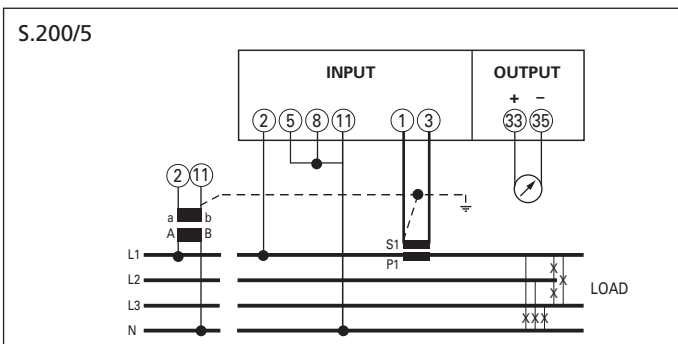 S.200/5
INPUT OUTPUT
+ −
2 5 8 11 1 3 33 35
2 11
a b
A B
S1
L1
P1
L2
LOAD
L3
N
X
X
X
X
XXX